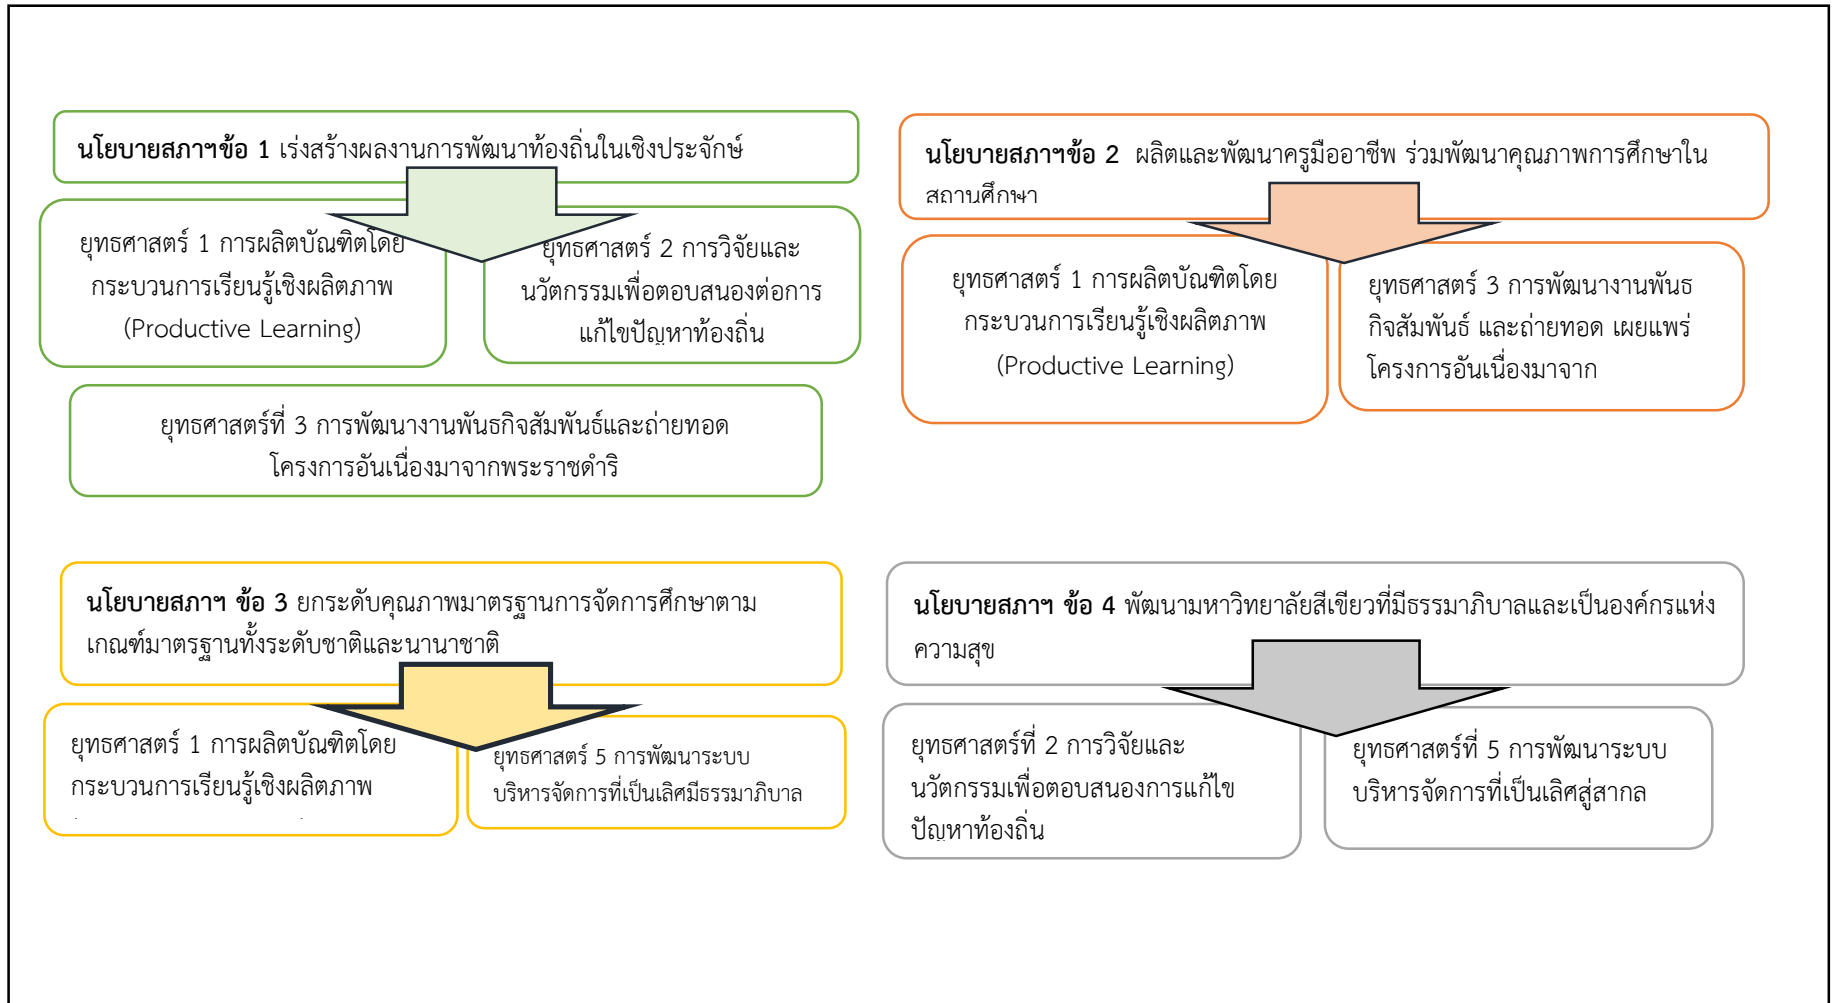 นโยบายสภาฯข้อ 1 เร่งสร้างผลงานการพัฒนาท้องถิ่นในเชิงประจักษ์
ยุทธศาสตร์ 1 การผลิตบัณฑิตโดย
กระบวนการเรียนรู้เชิงผลิตภาพ
(Productive Learning)
ยุทธศาสตร์ 2 การวิจัยและ
นวัตกรรมเพื่อตอบสนองต่อการ
แก้ไขปัญหาท้องถิ่น
ยุทธศาสตร์ที่ 3 การพัฒนางานพันธกิจสัมพันธ์และถ่ายทอด
โครงการอันเนื่องมาจากพระราชดำริ
นโยบายสภาฯข้อ 2 ผลิตและพัฒนาครูมืออาชีพ ร่วมพัฒนาคุณภาพการศึกษาใน
สถานศึกษา
ยุทธศาสตร์ 1 การผลิตบัณฑิตโดย
กระบวนการเรียนรู้เชิงผลิตภาพ
(Productive Learning)
ยุทธศาสตร์ 3 การพัฒนางานพันธ
กิจสัมพันธ์ และถ่ายทอด เผยแพร่
โครงการอันเนื่องมาจาก
นโยบายสภาฯ ข้อ 3 ยกระดับคุณภาพมาตรฐานการจัดการศึกษาตาม
เกณฑ์มาตรฐานทั้งระดับชาติและนานาชาติ
ยุทธศาสตร์ 1 การผลิตบัณฑิตโดย
กระบวนการเรียนรู้เชิงผลิตภาพ
ยุทธศาสตร์ 5 การพัฒนาระบบ
บริหารจัดการที่เป็นเลิศมีธรรมาภิบาล
นโยบายสภาฯ ข้อ 4 พัฒนามหาวิทยาลัยสีเขียวที่มีธรรมาภิบาลและเป็นองค์กรแห่ง
ความสุข
ยุทธศาสตร์ที่ 2 การวิจัยและ
นวัตกรรมเพื่อตอบสนองการแก้ไข
ปัญหาท้องถิ่น
ยุทธศาสตร์ที่ 5 การพัฒนาระบบ
บริหารจัดการที่เป็นเลิศสู่สากล